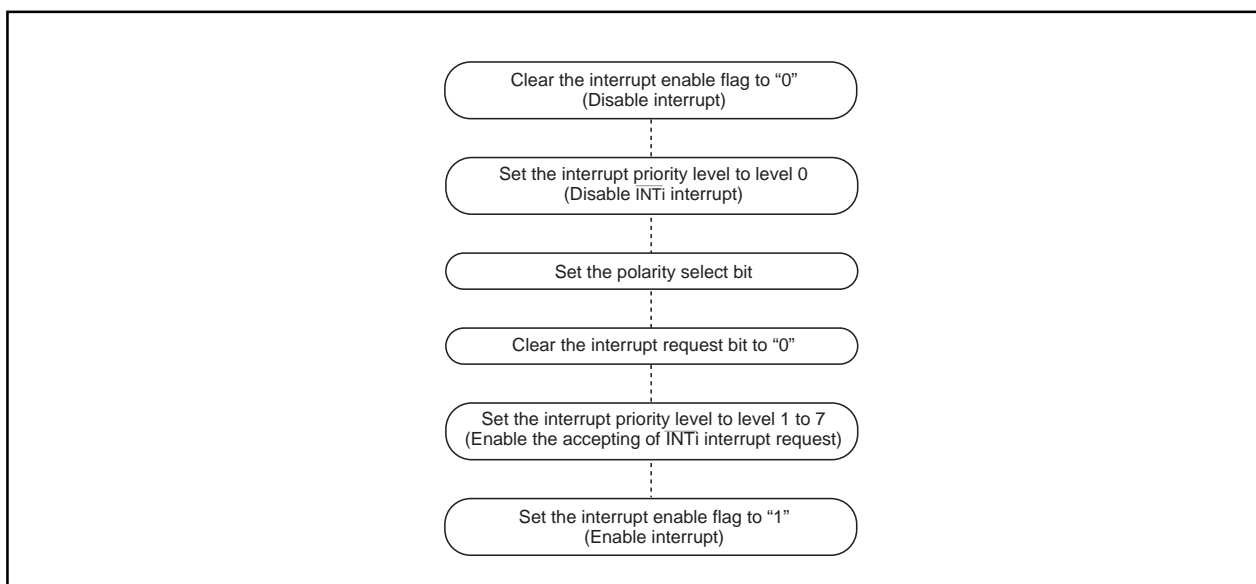 Clear the interrupt enable flag to “0”
(Disable interrupt)
Set the interrupt priority level to level 0
(Disable I̅N̅T̅i̅ interrupt)
Set the polarity select bit
Clear the interrupt request bit to “0”
Set the interrupt priority level to level 1 to 7
(Enable the accepting of I̅N̅T̅i̅ interrupt request)
Set the interrupt enable flag to “1”
(Enable interrupt)